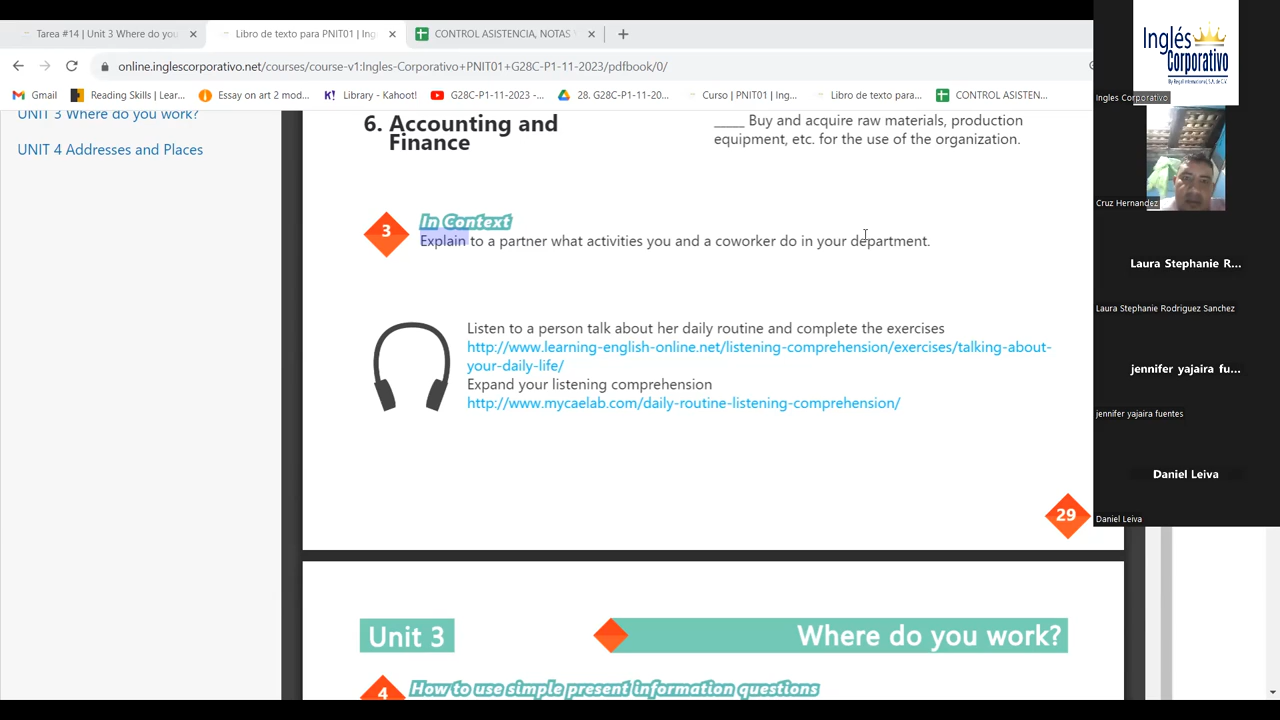 Tarea #14 | Unit 3 Where do you
Libro de texto para PNIT01 | Ing
CONTROL ASISTENCIA, NOTAS
online.inglescorporativo.net/courses/course-v1:Ingles-Corporativo+PNIT01+G28C-P1-11-2023/pdfbook/0/
Gmail
Reading Skills | Lear...
Essay on art 2 mod...
Library - Kahoot!
G28C-P1-11-2023 -...
28. G28C-P1-11-20...
Curso | PNIT01 | Ing...
Libro de texto para...
CONTROL ASISTEN...
UNIT 3 Where do you work?
UNIT 4 Addresses and Places
6. Accounting and
Finance
_____ Buy and acquire raw materials, production
equipment, etc. for the use of the organization.
3
In Context
Explain to a partner what activities you and a coworker do in your department.
Listen to a person talk about her daily routine and complete the exercises
http://www.learning-english-online.net/listening-comprehension/exercises/talking-about-
your-daily-life/
Expand your listening comprehension
http://www.mycaelab.com/daily-routine-listening-comprehension/
29
Unit 3
Where do you work?
4
How to use simple present information questions
Inglés
Corporativo
Ingles Corporativo
Cruz Hernandez
Laura Stephanie R...
Laura Stephanie Rodriguez Sanchez
jennifer yajaira fu...
jennifer yajaira fuentes
Daniel Leiva
Daniel Leiva